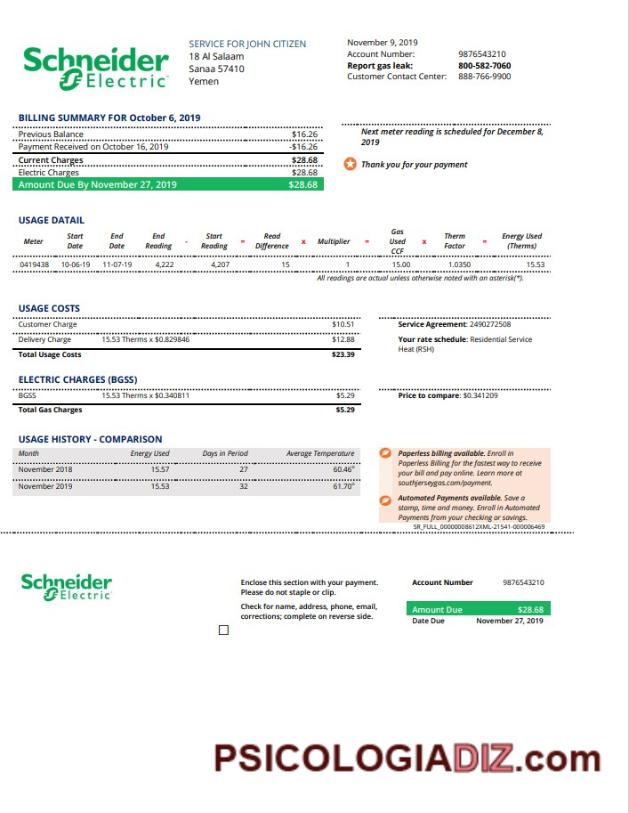 Schneider
Electric
SERVICE FOR JOHN CITIZEN
18 Al Salaam
Sanaa 57410
Yemen
November 9, 2019
Account Number: 9876543210
Report gas leak: 800-582-7060
Customer Contact Center: 888-766-9900
BILLING SUMMARY FOR October 6, 2019
Previous Balance $16.26
Payment Received on October 16, 2019 -$16.26
Current Charges $28.68
Electric Charges $28.68
Amount Due By November 27, 2019 $28.68
Next meter reading is scheduled for December 8,
2019
Thank you for your payment
USAGE DATAIL
Meter Start Date End Date End Reading - Start Reading = Read Difference x Multiplier = Gas Used CCF x Therm Factor = Energy Used (Therms)
0419438 10-06-19 11-07-19 4,222 4,207 15 1 15.00 1.0350 15.53
All readings are actual unless otherwise noted with an asterisk(*).
USAGE COSTS
Customer Charge $10.51
Delivery Charge 15.53 Therms x $0.829846 $12.88
Total Usage Costs $23.39
Service Agreement: 2490272508
Your rate schedule: Residential Service
Heat (RSH)
ELECTRIC CHARGES (BGSS)
BGSS 15.53 Therms x $0.340811 $5.29
Total Gas Charges $5.29
Price to compare: $0.341209
USAGE HISTORY - COMPARISON
Month Energy Used Days in Period Average Temperature
November 2018 15.57 27 60.46°
November 2019 15.53 32 61.70°
Paperless billing available. Enroll in
Paperless Billing for the fastest way to receive
your bill and pay online. Learn more at
southjerseygas.com/payment.
Automated Payments available. Save a
stamp, time and money. Enroll in Automated
Payments from your checking or savings.
SR_FULL_00000008612XML-21541-000006469
Schneider
Electric
Enclose this section with your payment.
Please do not staple or clip.
Check for name, address, phone, email,
corrections; complete on reverse side.
Account Number 9876543210
Amount Due $28.68
Date Due November 27, 2019
PSICOLOGIADIZ.com